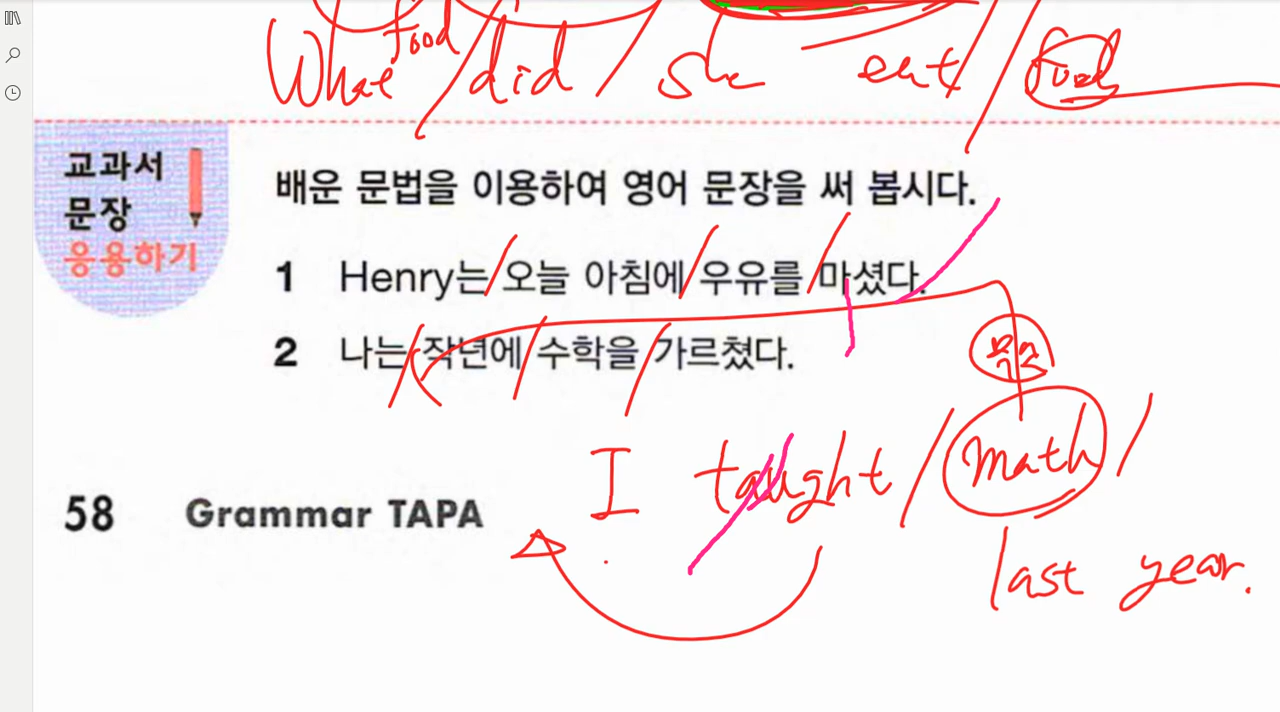 food
What did she eat food
교과서
문장
응용하기
배운 문법을 이용하여 영어 문장을 써 봅시다.
1 Henry는 오늘 아침에 우유를 마셨다.
2 나는 작년에 수학을 가르쳤다.
I taught math
last year.
58 Grammar TAPA